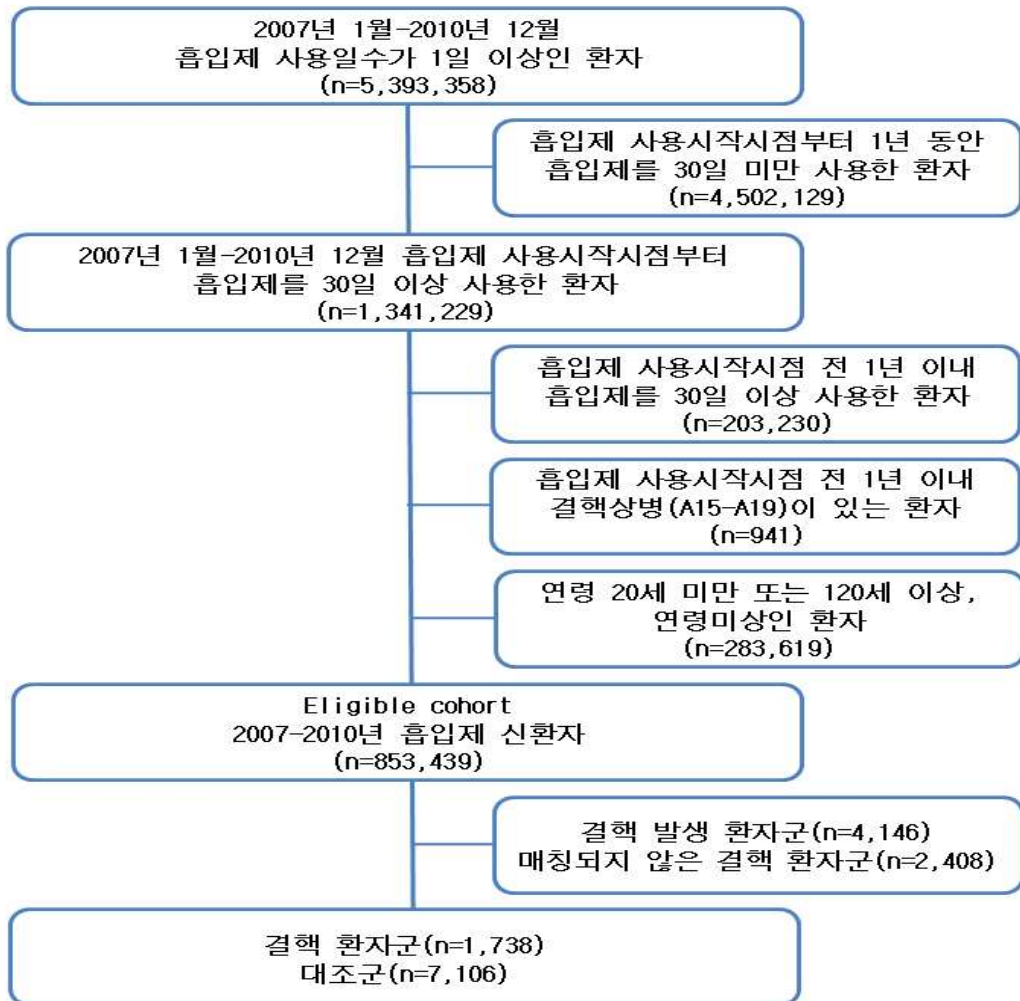 2007년 1월-2010년 12월
흡입제 사용일수가 1일 이상인 환자
(n=5,393,358)
흡입제 사용시작시점부터 1년 동안
흡입제를 30일 미만 사용한 환자
(n=4,502,129)
2007년 1월-2010년 12월 흡입제 사용시작시점부터
흡입제를 30일 이상 사용한 환자
(n=1,341,229)
흡입제 사용시작시점 전 1년 이내
흡입제를 30일 이상 사용한 환자
(n=203,230)
흡입제 사용시작시점 전 1년 이내
결핵상병(A15-A19)이 있는 환자
(n=941)
연령 20세 미만 또는 120세 이상,
연령미상인 환자
(n=283,619)
Eligible cohort
2007-2010년 흡입제 신환자
(n=853,439)
결핵 발생 환자군(n=4,146)
매칭되지 않은 결핵 환자군(n=2,408)
결핵 환자군(n=1,738)
대조군(n=7,106)